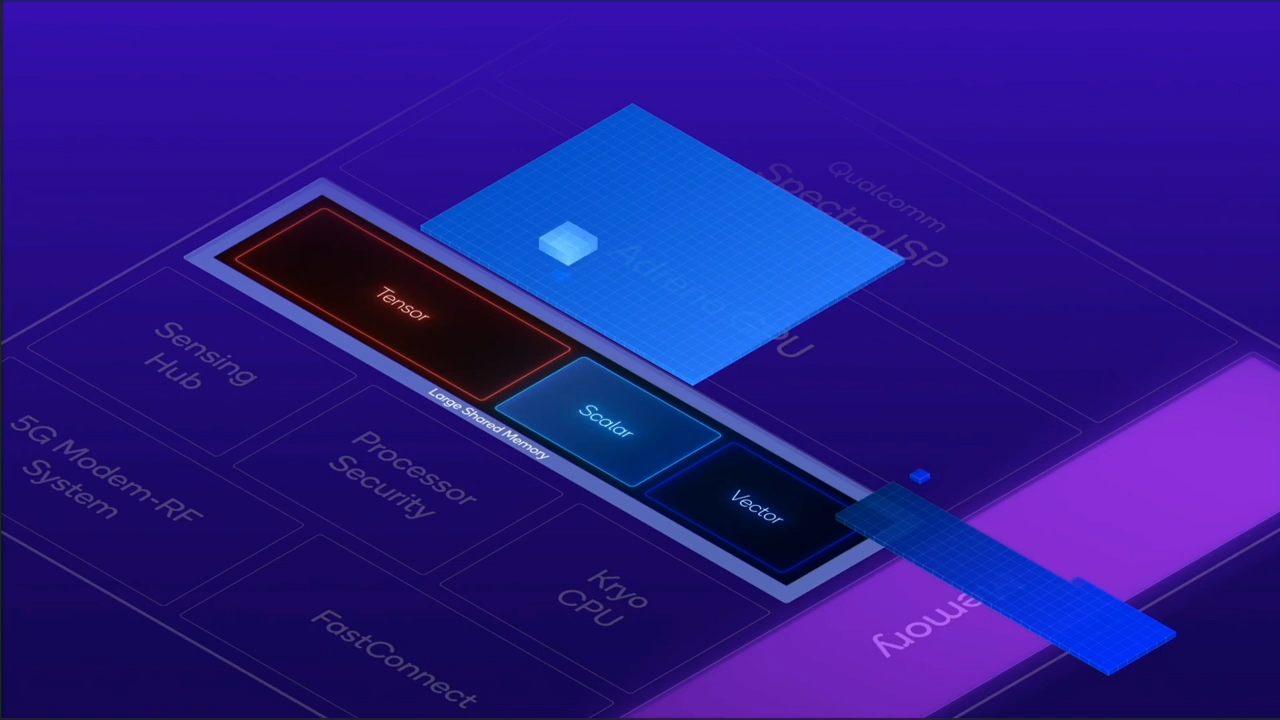 Qualcomm
Spectra ISP
Adreno GPU
Tensor
Scalar
Vector
Large Shared Memory
Sensing
Hub
Processor
Security
5G Modem-RF
System
Kryo
CPU
FastConnect
emory